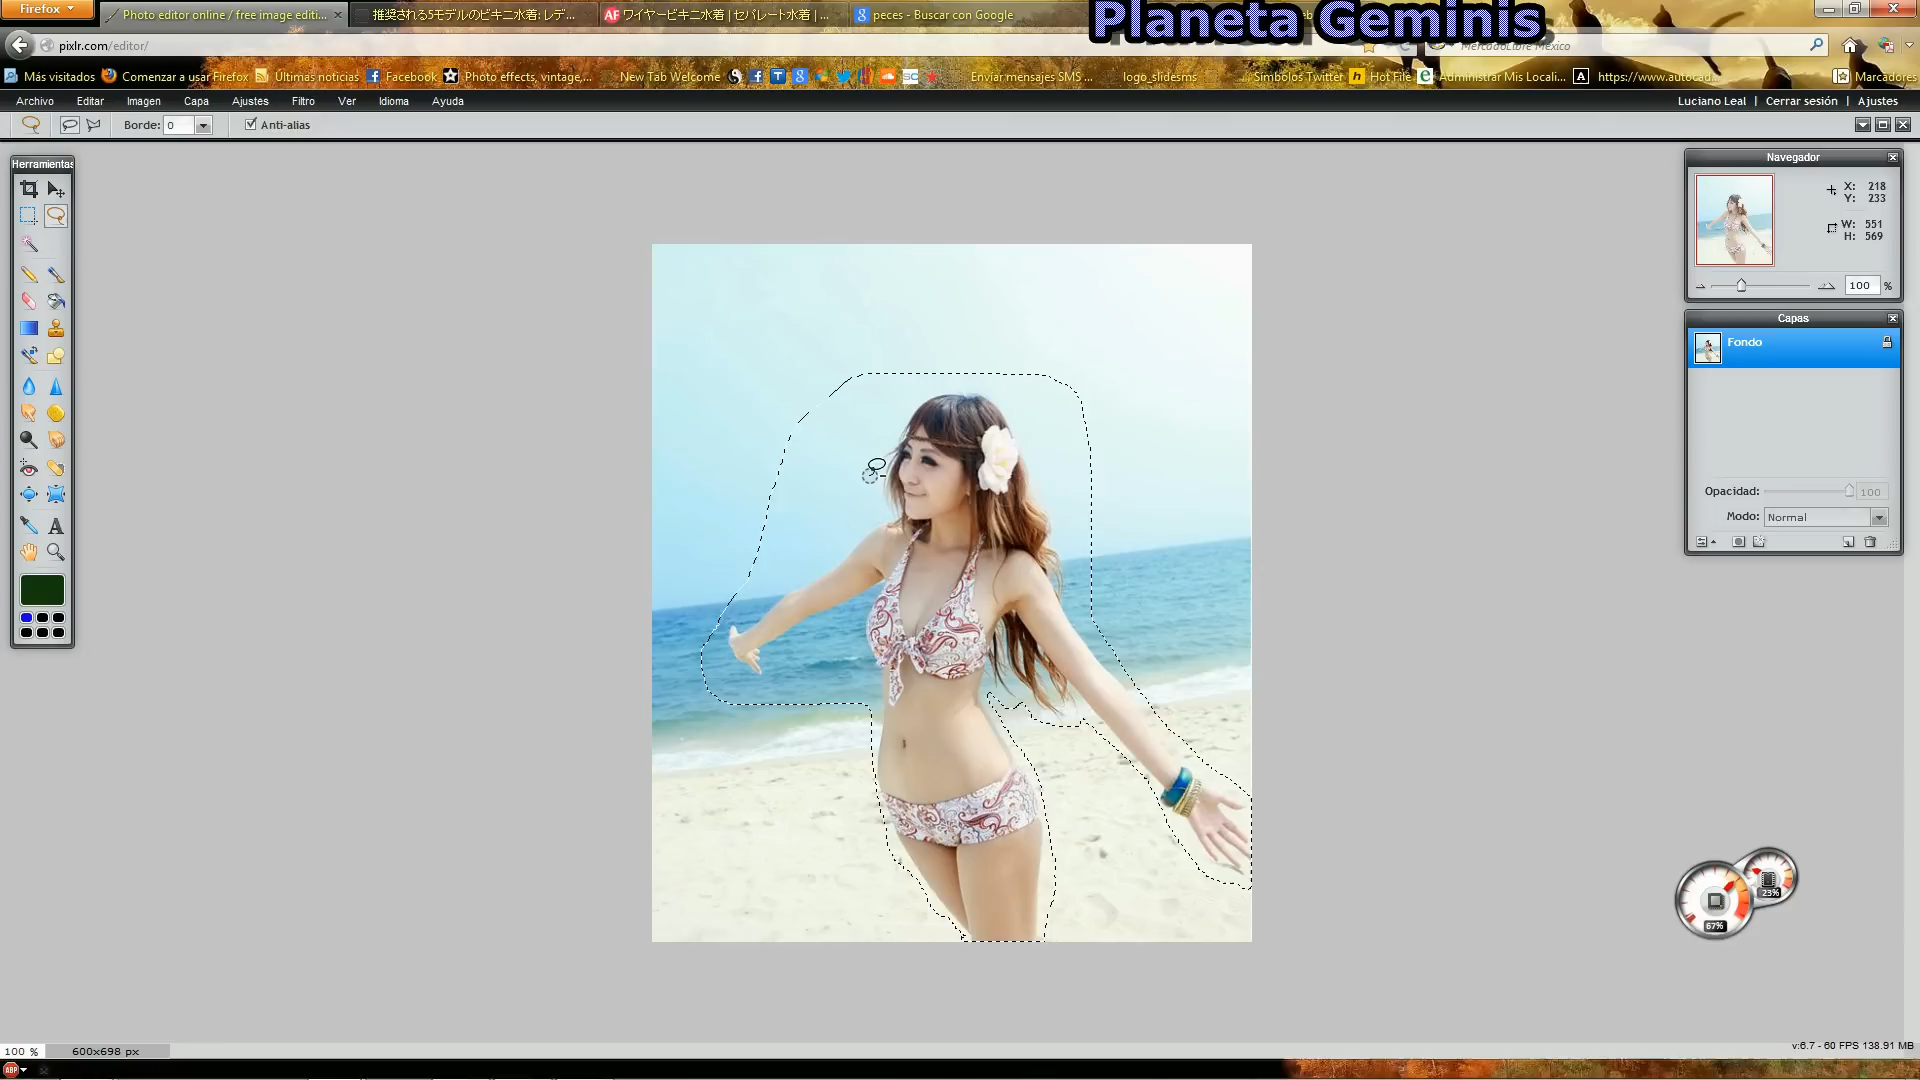 Firefox
Photo editor online / free image editi...
推奨される5モデルのビキニ水着: レデ...
AF ワイヤービキニ水着 | セパレート水着 | ...
peces - Buscar con Google
Planeta Geminis
pixlr.com/editor/
MercadoLibre México
Más visitados
Comenzar a usar Firefox
Últimas noticias
Facebook
Photo effects, vintage,...
New Tab Welcome
Enviar mensajes SMS ...
logo_slidesms
Símbolos Twitter
Hot File
Administrar Mis Locali...
https://www.autocad...
Marcadores
Archivo
Editar
Imagen
Capa
Ajustes
Filtro
Ver
Idioma
Ayuda
Luciano Leal | Cerrar sesión | Ajustes
Borde: 0
Anti-alias
Herramientas
Navegador
X: 218
Y: 233
W: 551
H: 569
100 %
Capas
Fondo
Opacidad: 100
Modo: Normal
23%
67%
100 %
600x698 px
v:6.7 - 60 FPS 138.91 MB
ABP